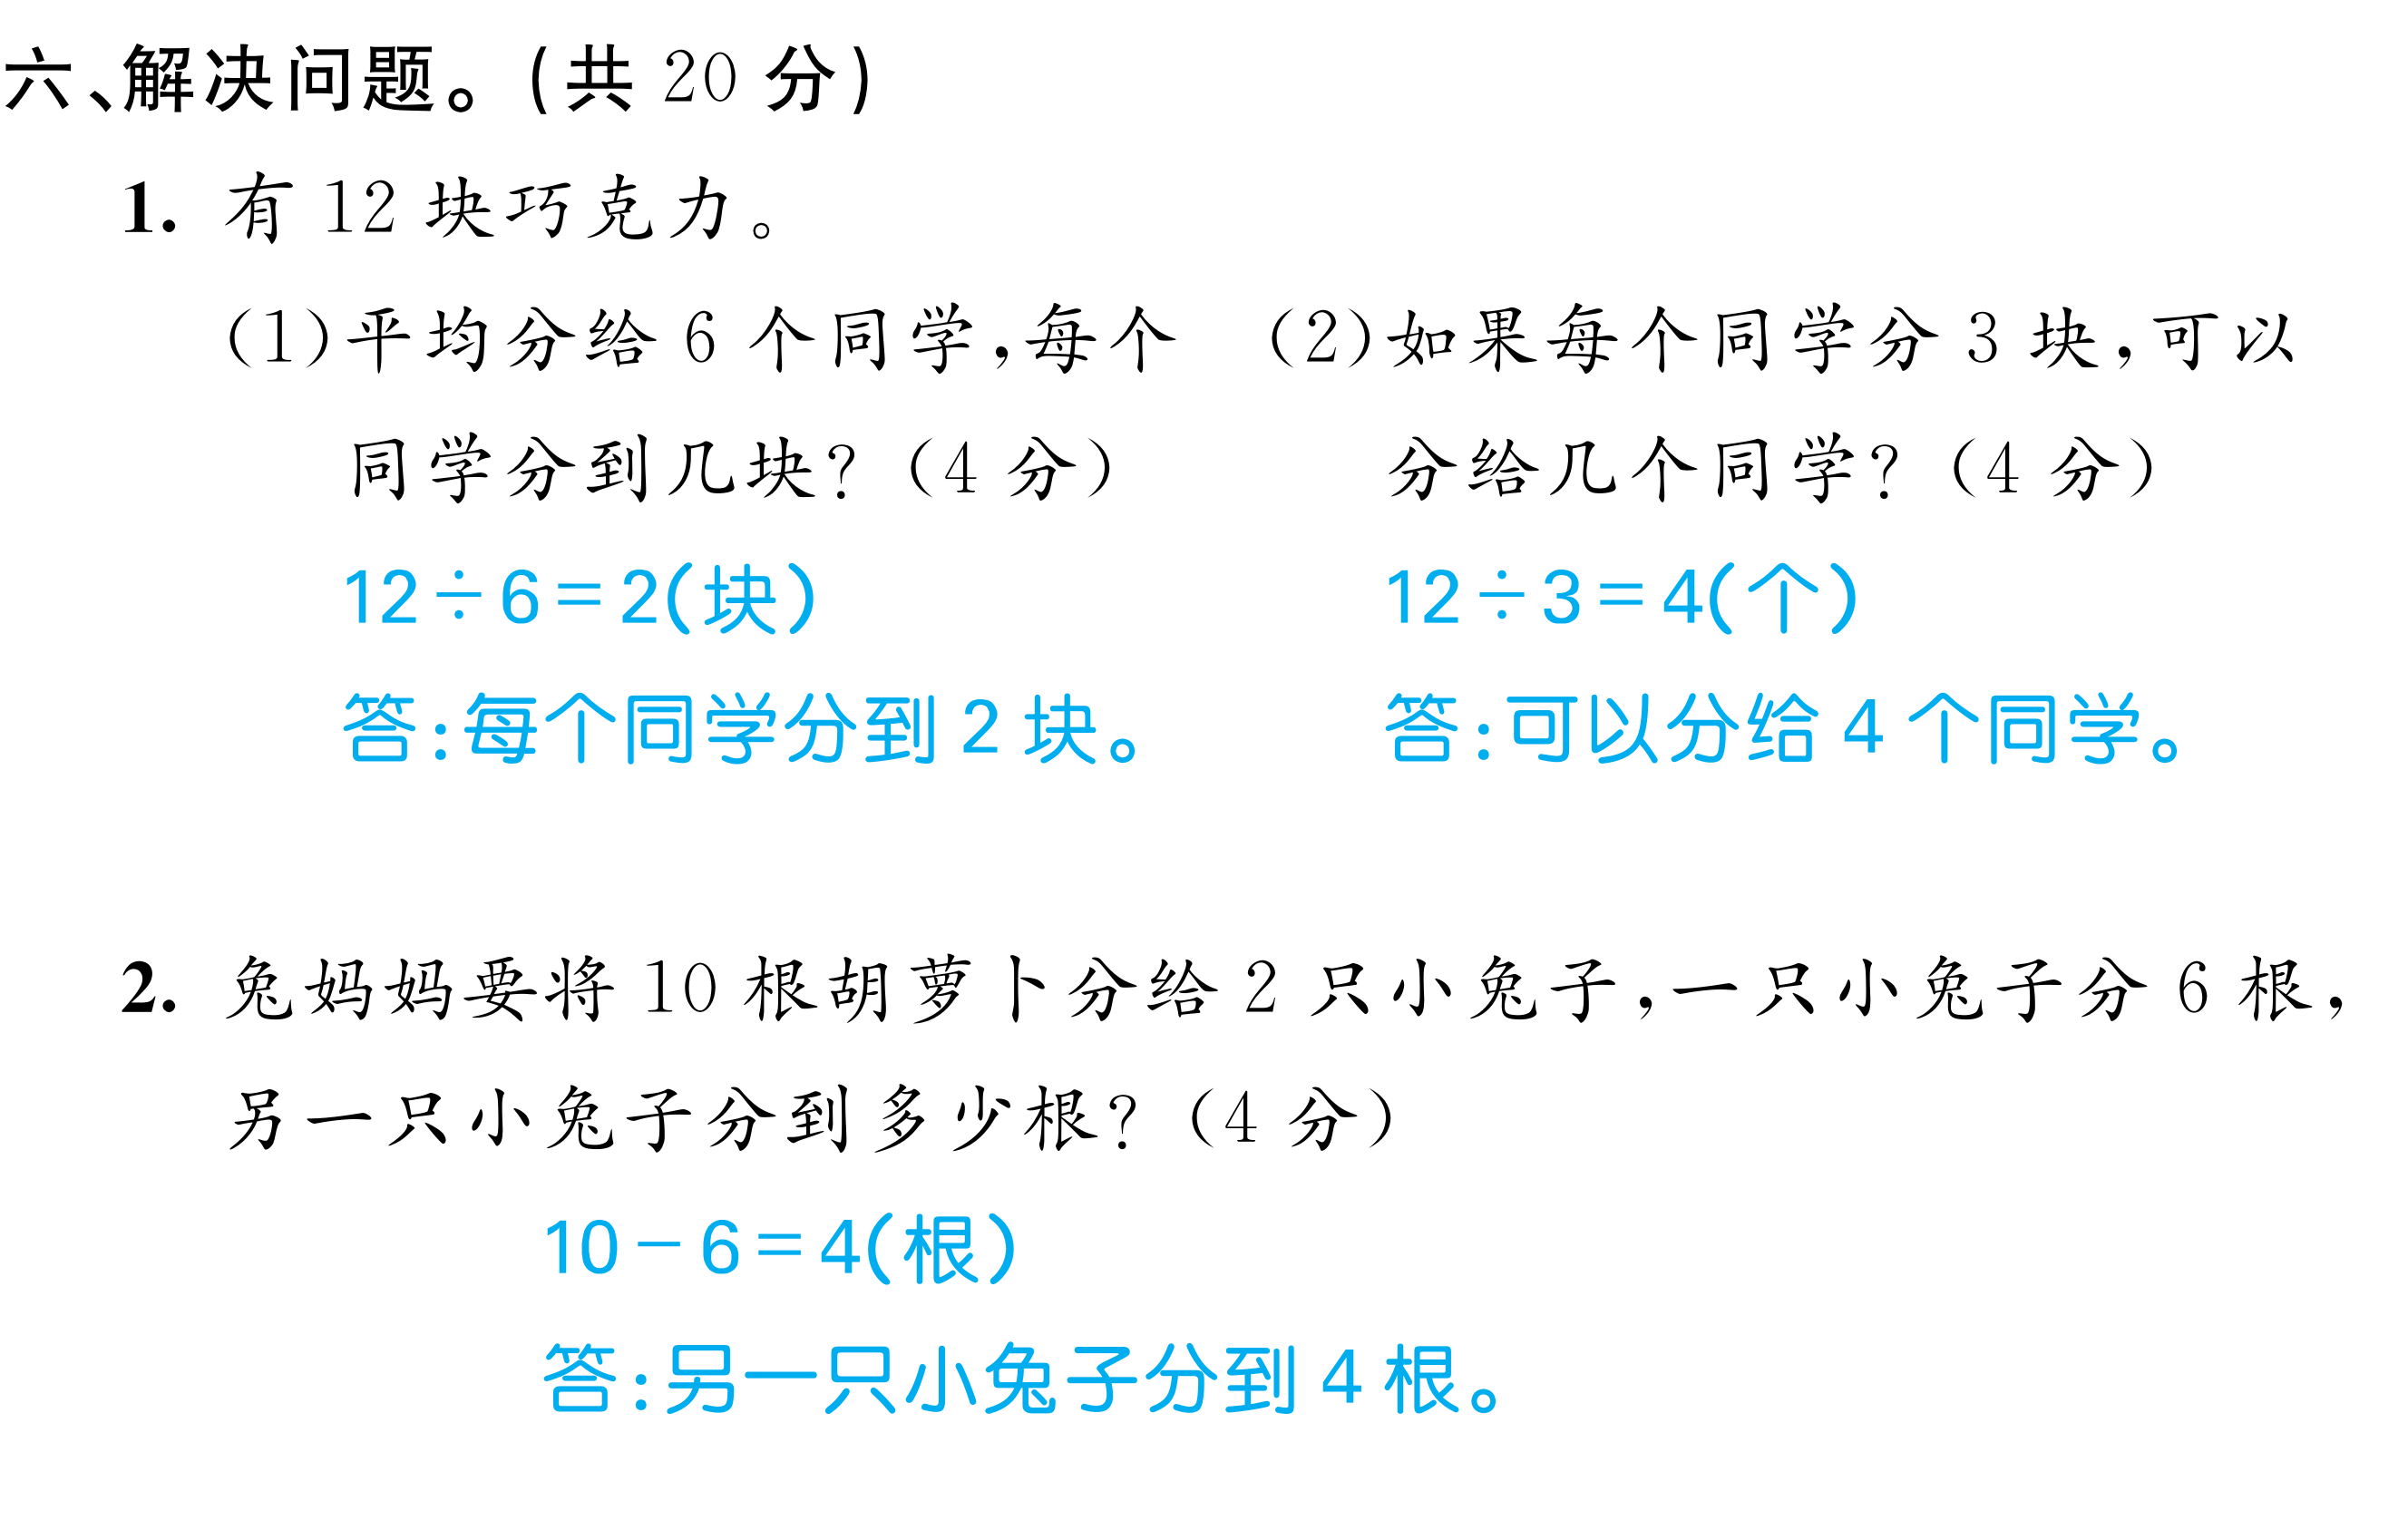 六、解决问题。(共 20 分)
1. 有 12 块巧克力。
(1)平均分给 6 个同学,每个
同学分到几块?(4 分)
12÷6=2(块)
答:每个同学分到 2 块。
(2)如果每个同学分 3 块,可以
分给几个同学?(4 分)
12÷3=4(个)
答:可以分给 4 个同学。
2. 兔妈妈要将 10 根胡萝卜分给 2 只小兔子,一只小兔子分 6 根,
另一只小兔子分到多少根?(4 分)
10-6=4(根)
答:另一只小兔子分到 4 根。